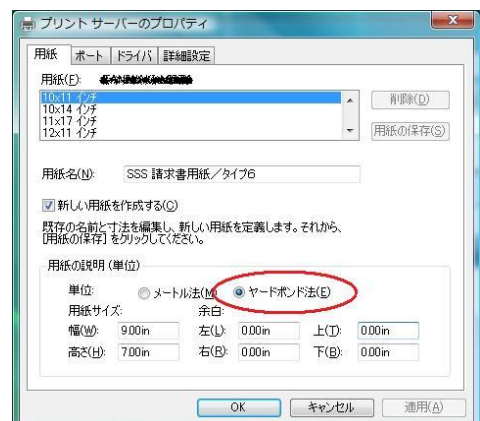 プリント サーバーのプロパティ
用紙 ポート ドライバ 詳細設定
用紙(F):
10x11 インチ
10x14 インチ
11x17 インチ
12x11 インチ
削除(D)
用紙の保存(S)
用紙名(N): SSS 請求書用紙／タイプ6
新しい用紙を作成する(C)
既存の名前と寸法を編集し、新しい用紙を定義します。それから、
[用紙の保存] をクリックしてください。
用紙の説明 (単位)
単位: メートル法(M) ヤードポンド法(E)
用紙サイズ: 余白:
幅(W): 9.00in 左(L): 0.00in 上(T): 0.00in
高さ(H): 7.00in 右(R): 0.00in 下(B): 0.00in
OK キャンセル 適用(A)